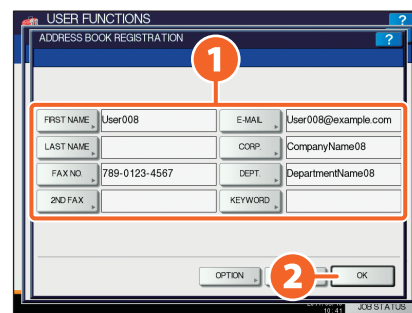 USER FUNCTIONS
?
ADDRESS BOOK REGISTRATION
?
1
FIRST NAME User008 E-MAIL User008@example.com
LAST NAME CORP. CompanyName08
FAX NO. 789-0123-4567 DEPT. DepartmentName08
2ND FAX KEYWORD
OPTION 2 OK
10:41 JOB STATUS